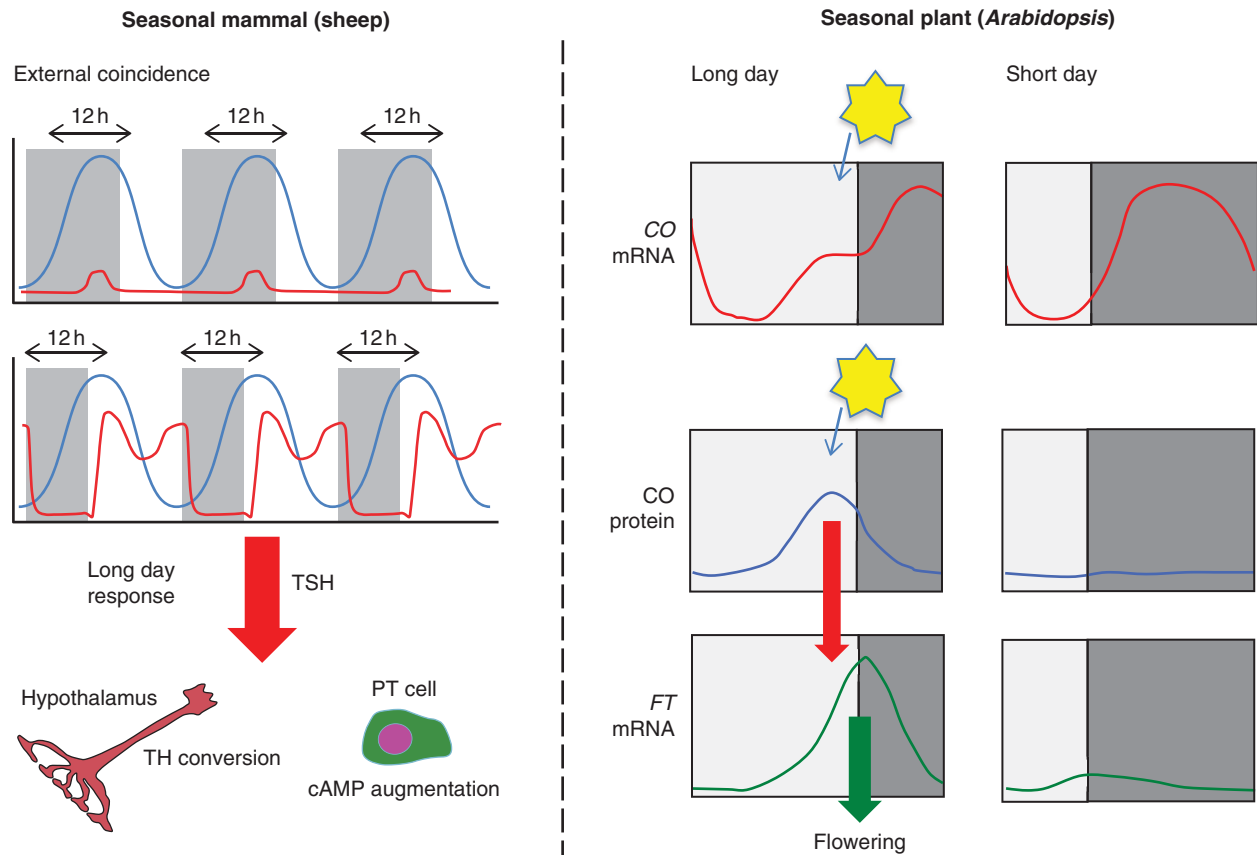 Seasonal mammal (sheep)
External coincidence
12 h 12 h 12 h
12 h 12 h 12 h
Long day
response
TSH
Hypothalamus
TH conversion
PT cell
cAMP augmentation
Seasonal plant (Arabidopsis)
Long day
Short day
CO
mRNA
CO
protein
FT
mRNA
Flowering